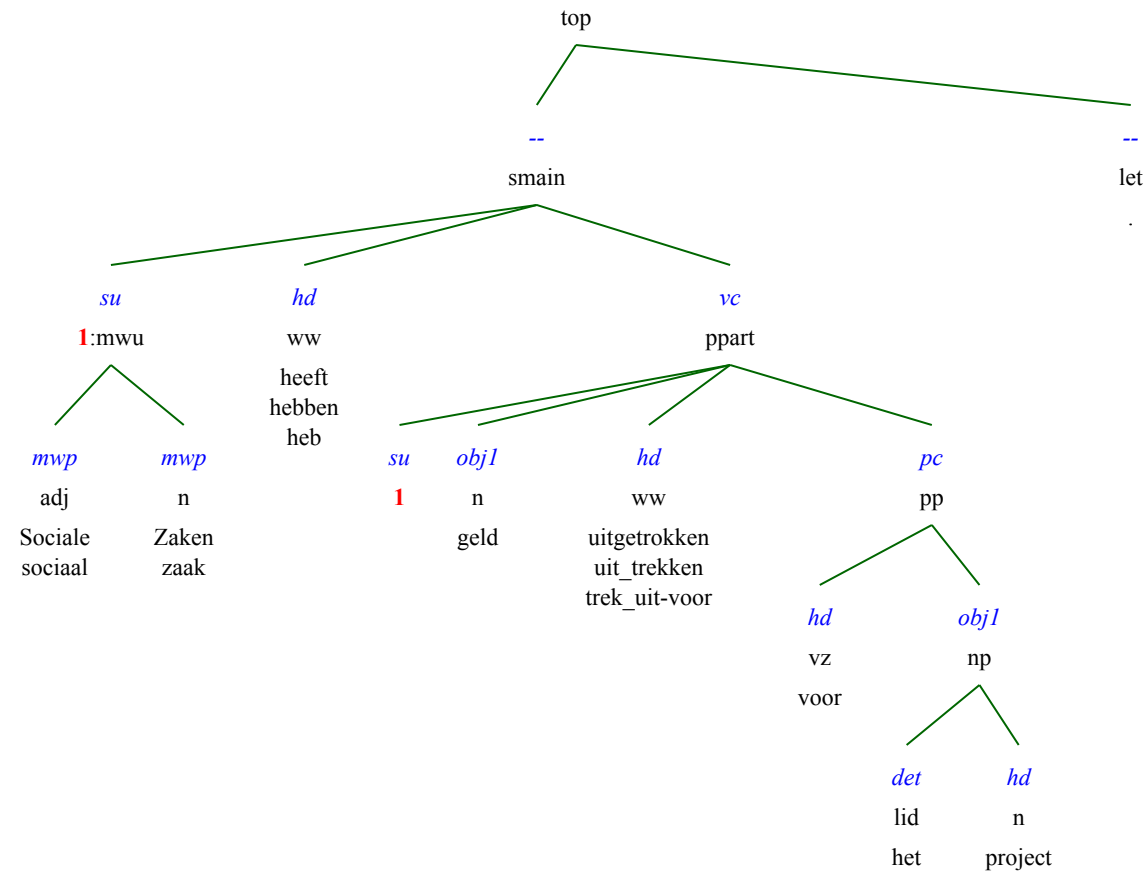 top
-- --
smain let
.
su hd vc
1:mwu ww ppart
heeft
hebben
heb
mwp mwp su obj1 hd pc
adj n 1 n ww pp
Sociale Zaken geld uitgetrokken
sociaal zaak uit_trekken
trek_uit-voor
hd obj1
vz np
voor
det hd
lid n
het project